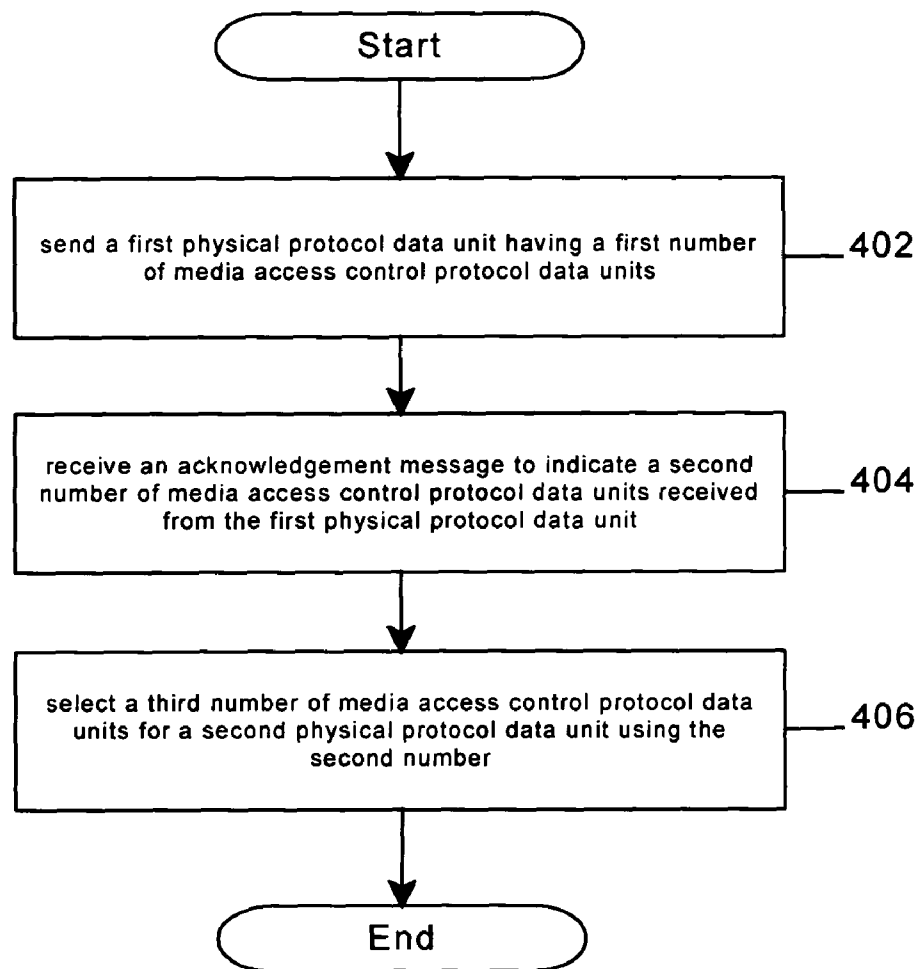 Start
send a first physical protocol data unit having a first number
of media access control protocol data units
402
receive an acknowledgement message to indicate a second
number of media access control protocol data units received
from the first physical protocol data unit
404
select a third number of media access control protocol data
units for a second physical protocol data unit using the
second number
406
End